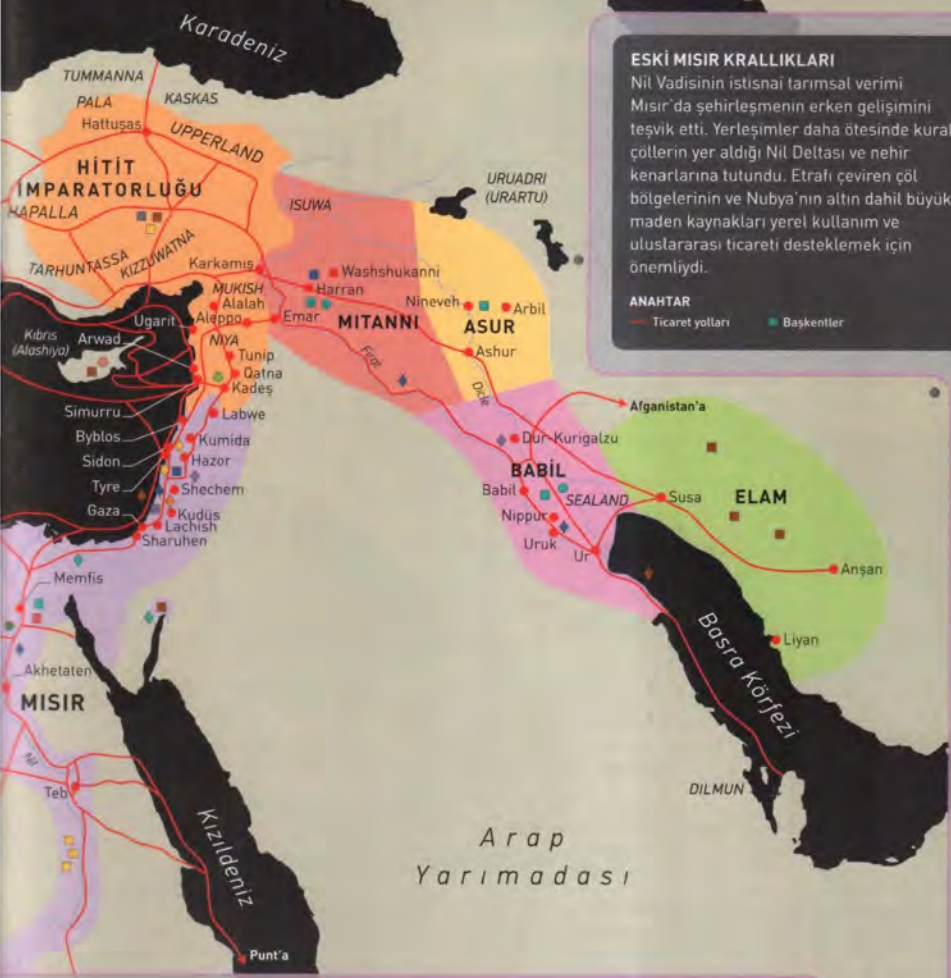 Karadeniz
ESKİ MISIR KRALLIKLARI
Nil Vadisinin istisnai tarımsal verimi
Mısır'da şehirleşmenin erken gelişimini
teşvik etti. Yerleşimler daha ötesinde kurak
çöllerin yer aldığı Nil Deltası ve nehir
kenarlarına tutundu. Etrafı çeviren çöl
bölgelerinin ve Nubya'nın altın dahil büyük
maden kaynakları yerel kullanım ve
uluslararası ticareti desteklemek için
önemliydi.
ANAHTAR
Ticaret yolları
Başkentler
TUMMANNA
PALA
KASKAS
Hattuşaş
UPPERLAND
HİTİT
İMPARATORLUĞU
HAPALLA
TARHUNTASSA
KIZZUWATNA
ISUWA
URUADRI
(URARTU)
Karkamış
Washshukanni
Harran
MUKISH
Alalah
Nineveh
Arbil
Ugarit
Aleppo
Emar
MITANNI
ASUR
Kıbrıs
(Alashiya)
Arwad
NIYA
Tunip
Ashur
Fırat
Qatna
Kadeş
Dicle
Simurru
Labwe
Afganistan'a
Byblos
Kumida
Dur-Kurigalzu
Sidon
Hazor
BABİL
Tyre
Shechem
Babil
SEALAND
Susa
ELAM
Gaza
Kudüs
Nippur
Lachish
Uruk
Sharuhen
Ur
Memfis
Anşan
Basra Körfezi
Liyan
Akhetaten
MISIR
Nil
Teb
DILMUN
Kızıldeniz
Arap
Yarımadası
Punt'a